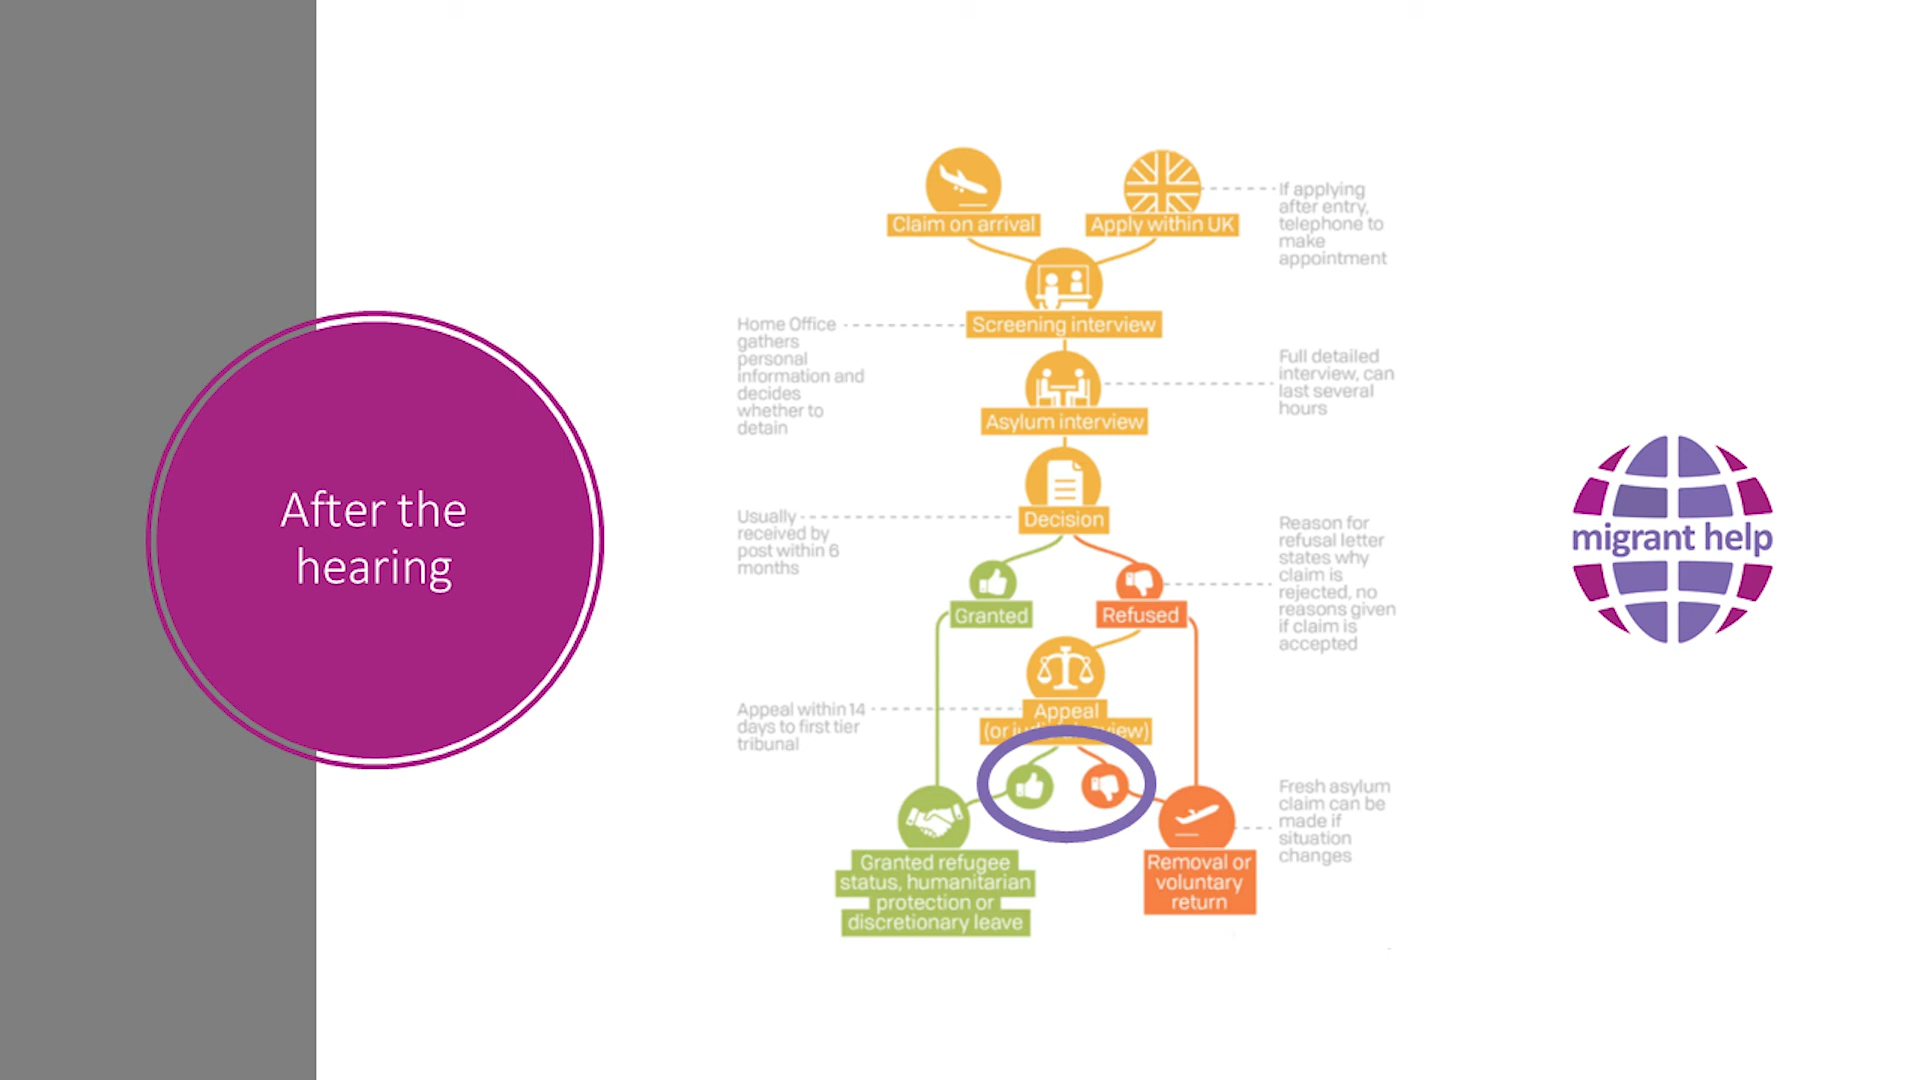 After the
hearing
Claim on arrival
Apply within UK
If applying
after entry,
telephone to
make
appointment
Screening interview
Home Office
gathers
personal
information and
decides
whether to
detain
Asylum interview
Full detailed
interview, can
last several
hours
Decision
Usually
received by
post within 6
months
Granted
Refused
Reason for
refusal letter
states why
claim is
rejected, no
reasons given
if claim is
accepted
Appeal
(or
Appeal within 14
days to first tier
tribunal
Granted refugee
status, humanitarian
protection or
discretionary leave
Removal or
voluntary
return
Fresh asylum
claim can be
made if
situation
changes
migrant help